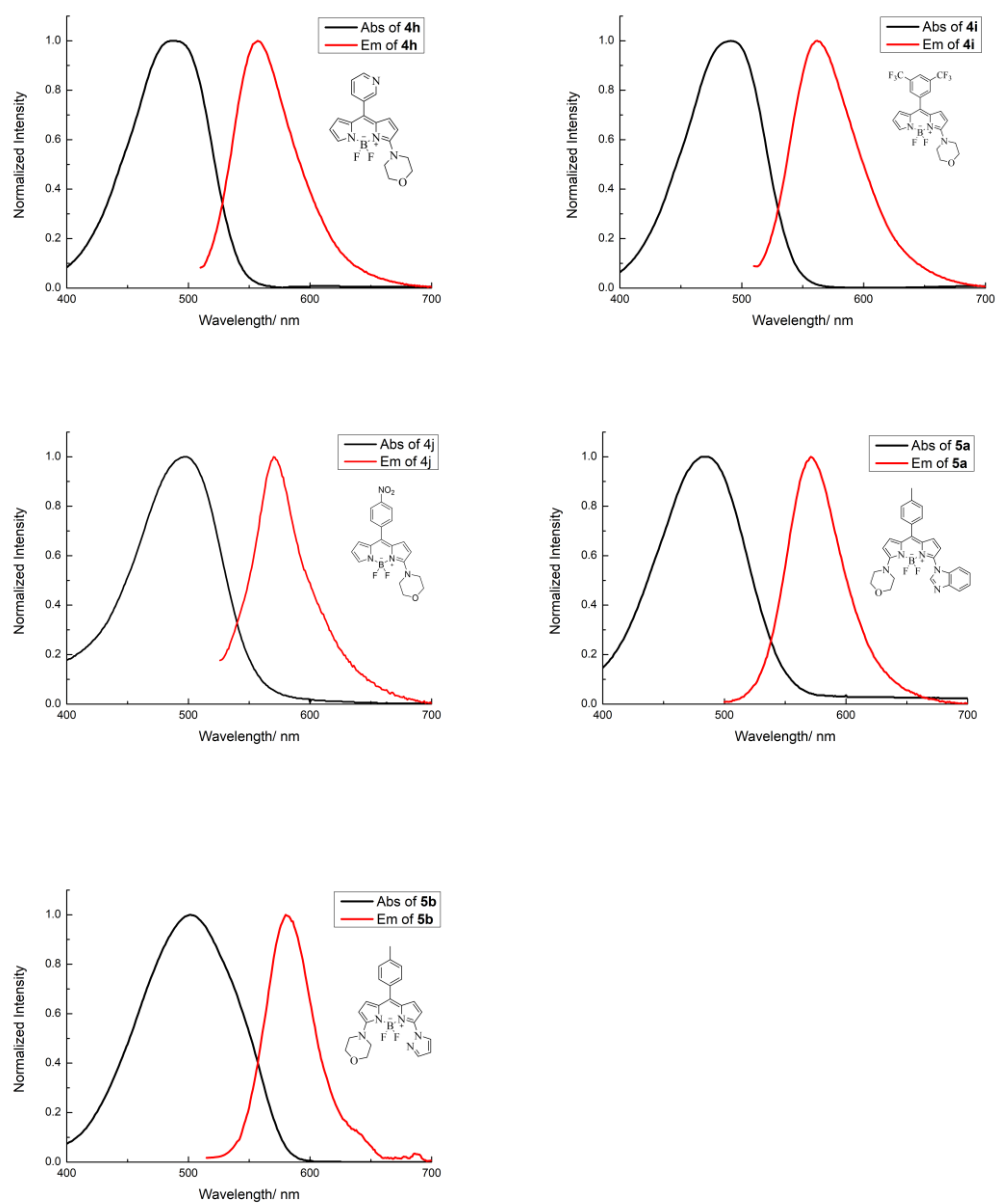 Abs of 4h
Em of 4h
Normalized Intensity
1.0
0.8
0.6
0.4
0.2
0.0
400 500 600 700
Wavelength/ nm
N
N B N
- +
F F
N
O
Abs of 4i
Em of 4i
Normalized Intensity
1.0
0.8
0.6
0.4
0.2
0.0
400 500 600 700
Wavelength/ nm
F3C CF3
N B N
- +
F F
N
O
Abs of 4j
Em of 4j
Normalized Intensity
1.0
0.8
0.6
0.4
0.2
0.0
400 500 600 700
Wavelength/ nm
NO2
N B N
- +
F F
N
O
Abs of 5a
Em of 5a
Normalized Intensity
1.0
0.8
0.6
0.4
0.2
0.0
400 500 600 700
Wavelength/ nm
N B N
- +
N F F N
O N
Abs of 5b
Em of 5b
Normalized Intensity
1.0
0.8
0.6
0.4
0.2
0.0
400 500 600 700
Wavelength/ nm
N B N
- +
N F F N
O N